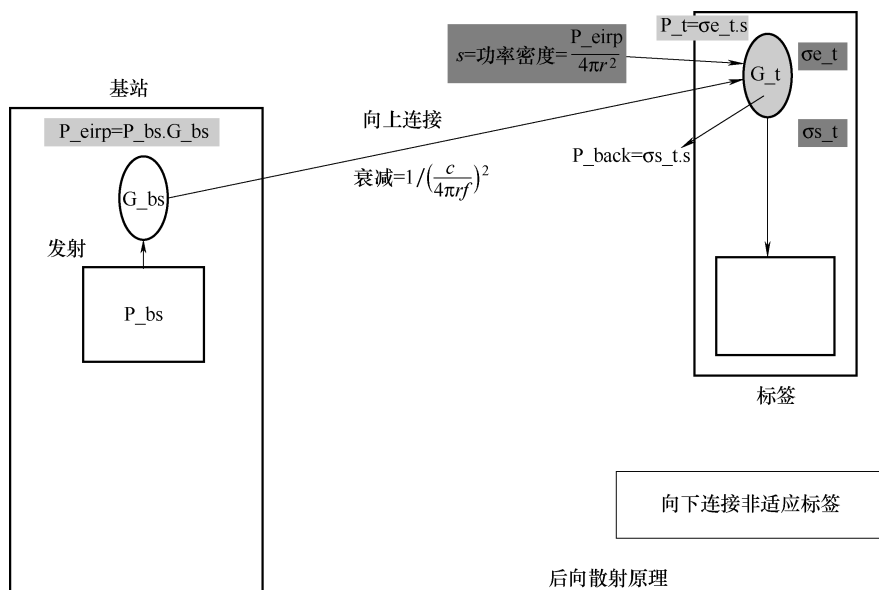 P_t=σe_t.s
s=功率密度=P_eirp/4πr²
G_t
σe_t
基站
P_eirp=P_bs.G_bs
向上连接
σs_t
P_back=σs_t.s
衰减=1/(c/4πrf)²
G_bs
发射
P_bs
标签
向下连接非适应标签
后向散射原理